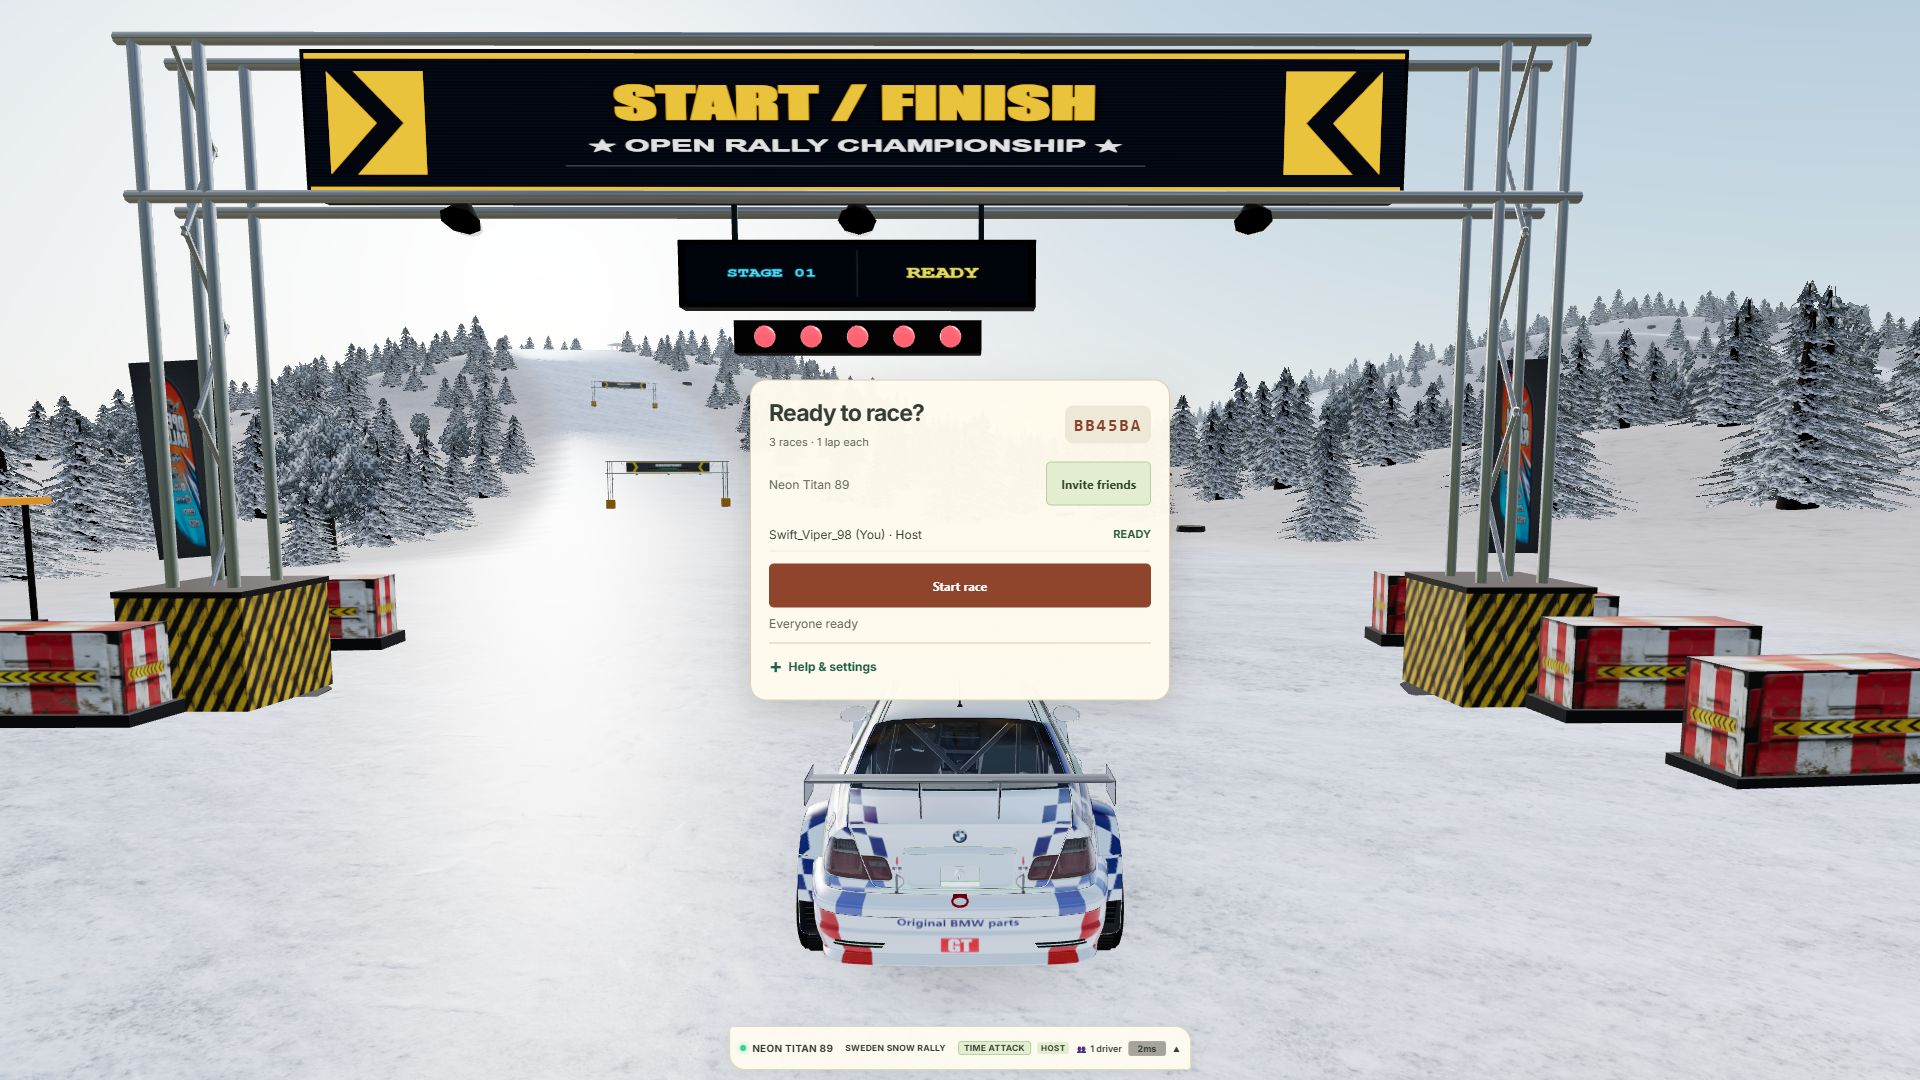 START / FINISH
★ OPEN RALLY CHAMPIONSHIP ★
STAGE 01
READY
Ready to race?
BB45BA
3 races · 1 lap each
Neon Titan 89
Invite friends
Swift_Viper_98 (You) · Host
READY
Start race
Everyone ready
+ Help & settings
Original BMW parts
GT
NEON TITAN 89 SWEDEN SNOW RALLY TIME ATTACK HOST 1 driver 2ms ▲